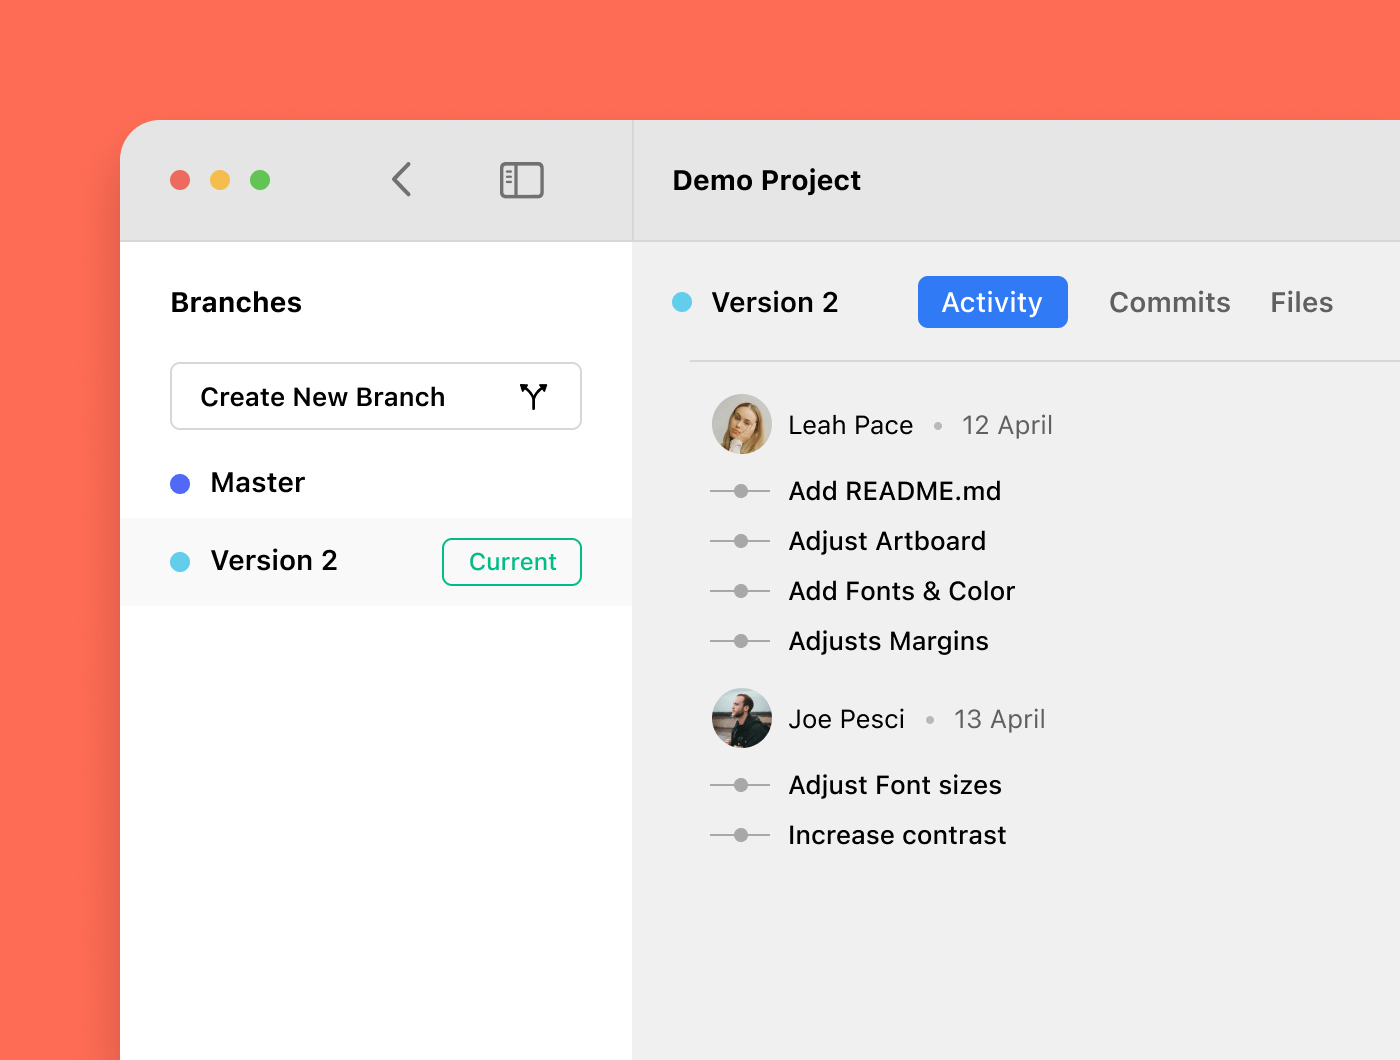 Demo Project
Branches
Create New Branch
Master
Version 2
Current
Version 2
Activity
Commits
Files
Leah Pace • 12 April
Add README.md
Adjust Artboard
Add Fonts & Color
Adjusts Margins
Joe Pesci • 13 April
Adjust Font sizes
Increase contrast